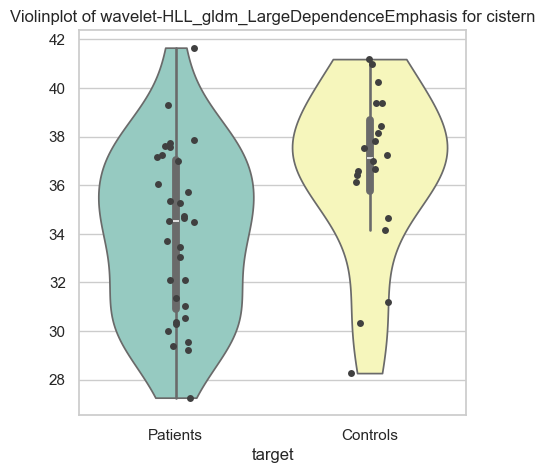 Violinplot of wavelet-HLL_gldm_LargeDependenceEmphasis for cistern
42
40
38
36
34
32
30
28
Patients Controls
target